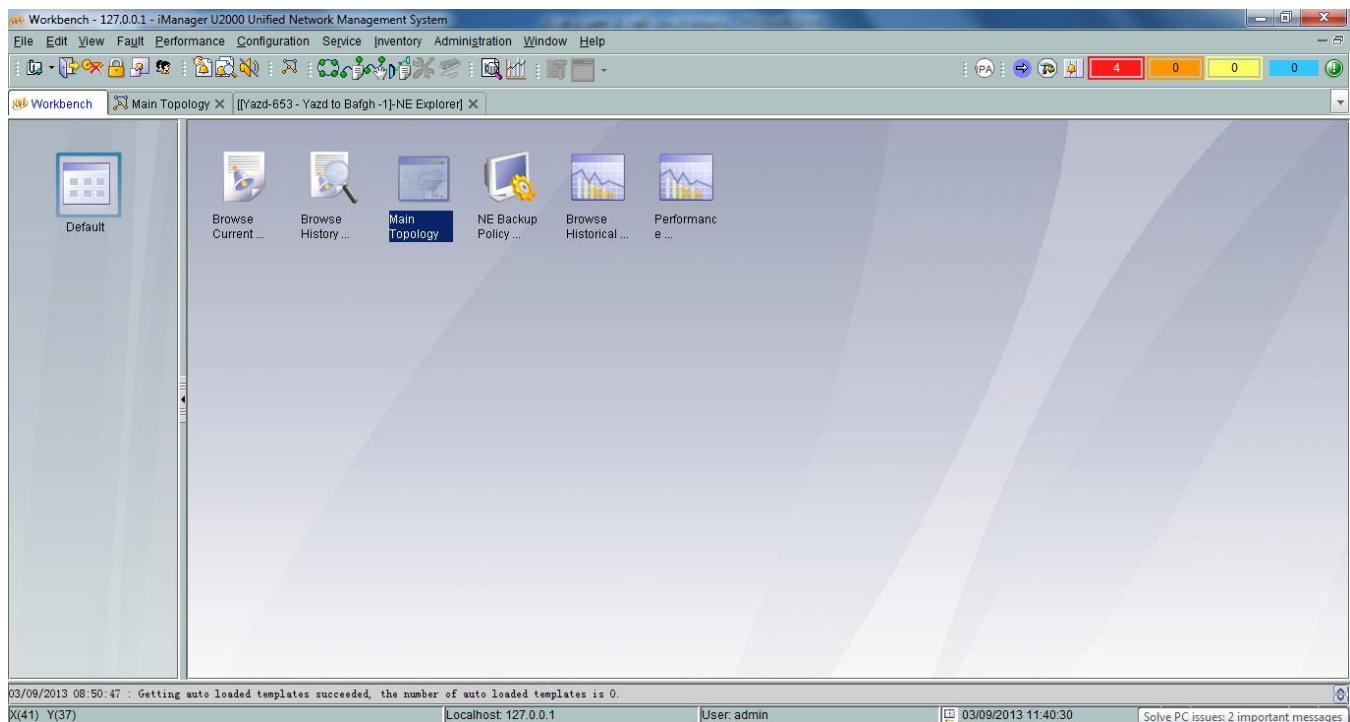 Workbench - 127.0.0.1 - iManager U2000 Unified Network Management System
File Edit View Fault Performance Configuration Service Inventory Administration Window Help
PA 4 0 0 0
Workbench Main Topology [[Yazd-653 - Yazd to Bafgh -1]-NE Explorer]
Default
Browse Current ...
Browse History ...
Main Topology
NE Backup Policy ...
Browse Historical ...
Performanc e ...
03/09/2013 08:50:47 : Getting auto loaded templates succeeded, the number of auto loaded templates is 0.
X(41) Y(37) Localhost: 127.0.0.1 User: admin 03/09/2013 11:40:30 Solve PC issues: 2 important messages